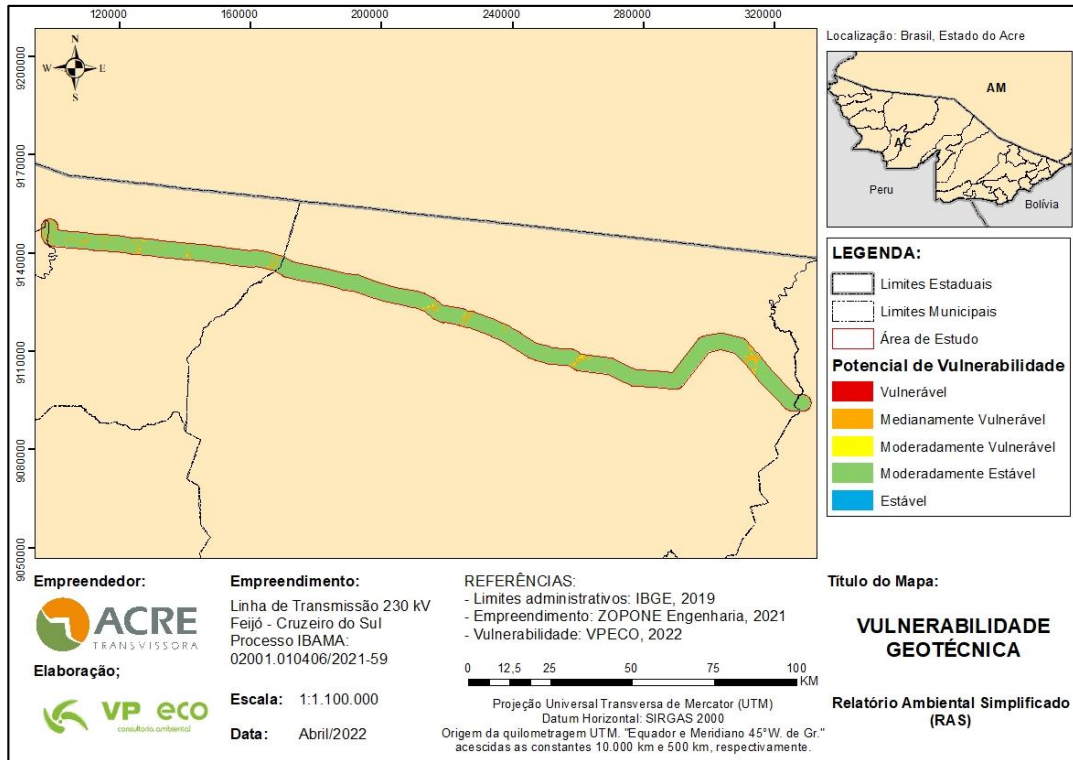 120000
160000
200000
240000
280000
320000
9200000
9170000
9140000
9110000
9080000
9050000
N
W
E
S
Localização: Brasil, Estado do Acre
AM
AC
Peru
Bolívia
LEGENDA:
Limites Estaduais
Limites Municipais
Área de Estudo
Potencial de Vulnerabilidade
Vulnerável
Medianamente Vulnerável
Moderadamente Vulnerável
Moderadamente Estável
Estável
Empreendedor:
ACRE
TRANSMISSORA
Elaboração;
VP eco
consultoria ambiental
Empreendimento:
Linha de Transmissão 230 kV
Feijó - Cruzeiro do Sul
Processo IBAMA:
02001.010406/2021-59
Escala: 1:1.100.000
Data: Abril/2022
REFERÊNCIAS:
- Limites administrativos: IBGE, 2019
- Empreendimento: ZOPONE Engenharia, 2021
- Vulnerabilidade: VPECO, 2022
0 12,5 25 50 75 100
KM
Projeção Universal Transversa de Mercator (UTM)
Datum Horizontal: SIRGAS 2000
Origem da quilometragem UTM. "Equador e Meridiano 45°W. de Gr."
acescidas as constantes 10.000 km e 500 km, respectivamente.
Titulo do Mapa:
VULNERABILIDADE
GEOTÉCNICA
Relatório Ambiental Simplificado
(RAS)